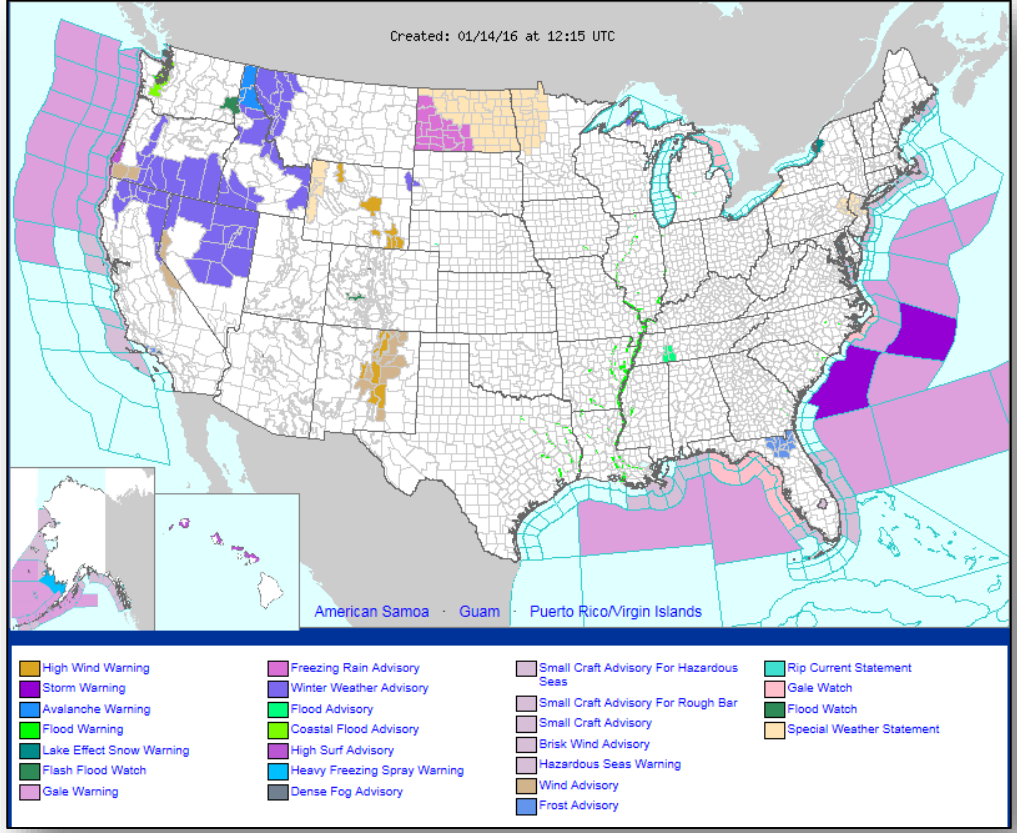 Created: 01/14/16 at 12:15 UTC
American Samoa · Guam · Puerto Rico/Virgin Islands
High Wind Warning
Storm Warning
Avalanche Warning
Flood Warning
Lake Effect Snow Warning
Flash Flood Watch
Gale Warning
Freezing Rain Advisory
Winter Weather Advisory
Flood Advisory
Coastal Flood Advisory
High Surf Advisory
Heavy Freezing Spray Warning
Dense Fog Advisory
Small Craft Advisory For Hazardous
Seas
Small Craft Advisory For Rough Bar
Small Craft Advisory
Brisk Wind Advisory
Hazardous Seas Warning
Wind Advisory
Frost Advisory
Rip Current Statement
Gale Watch
Flood Watch
Special Weather Statement